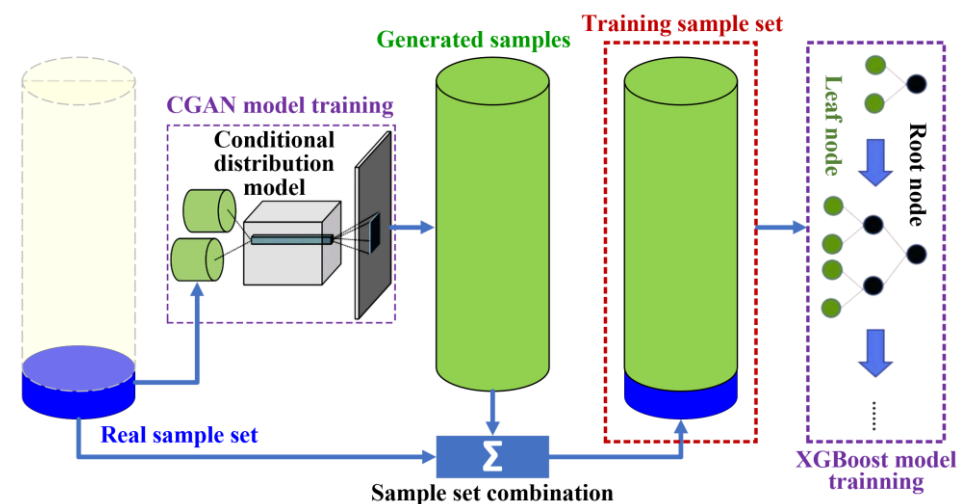 Generated samples
Training sample set
CGAN model training
Conditional
distribution
model
Leaf node
Root node
Real sample set
Σ
Sample set combination
XGBoost model
trainning